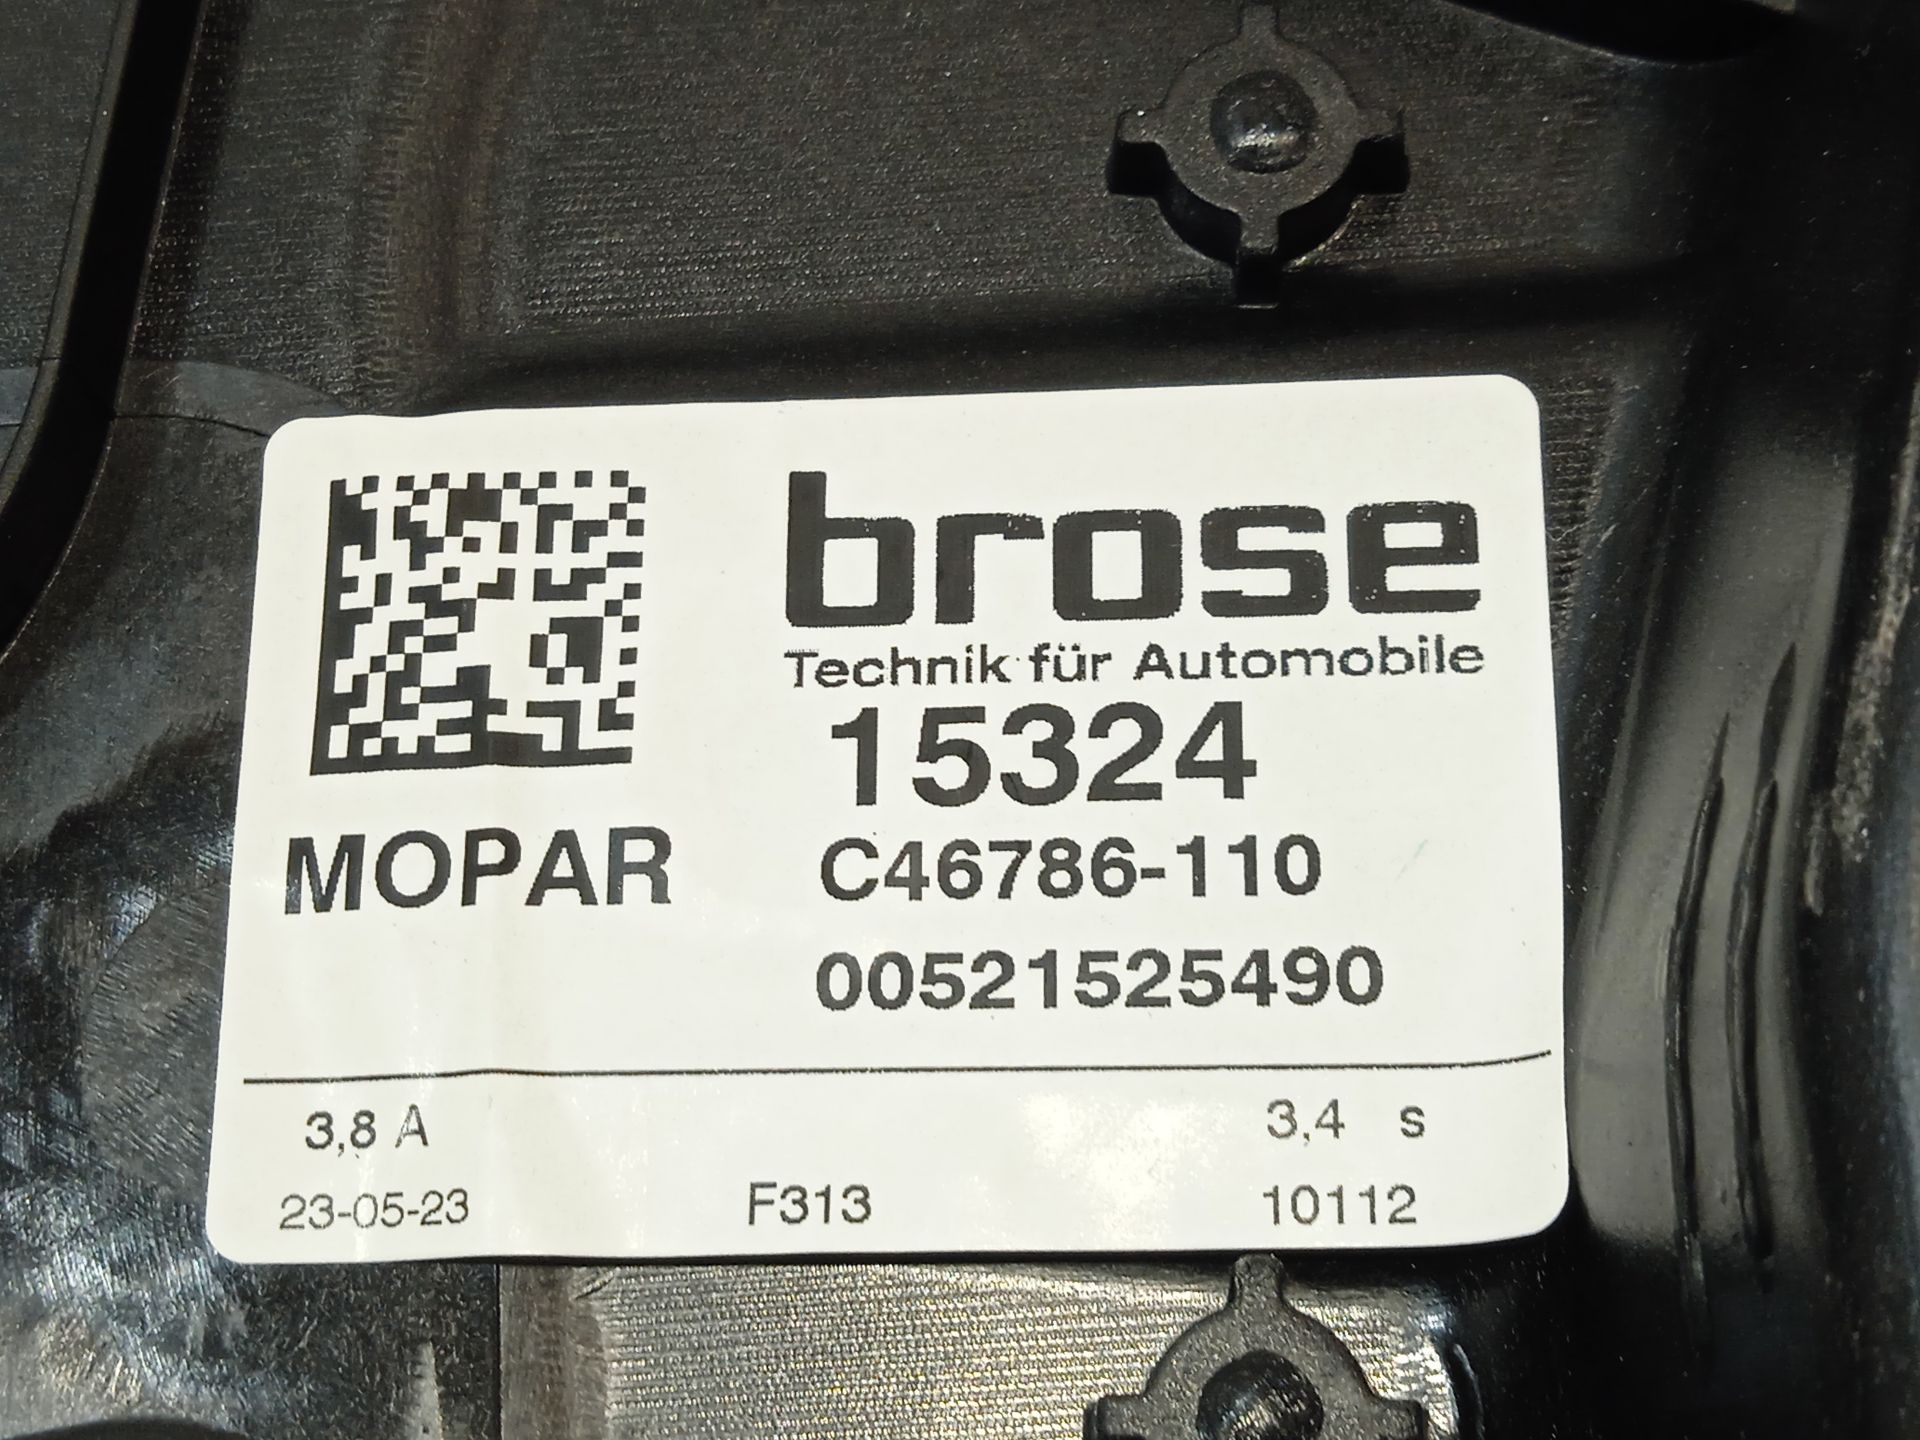 brose
Technik für Automobile
15324
MOPAR C46786-110
00521525490
3,8 A 3,4 s
23-05-23 F313 10112